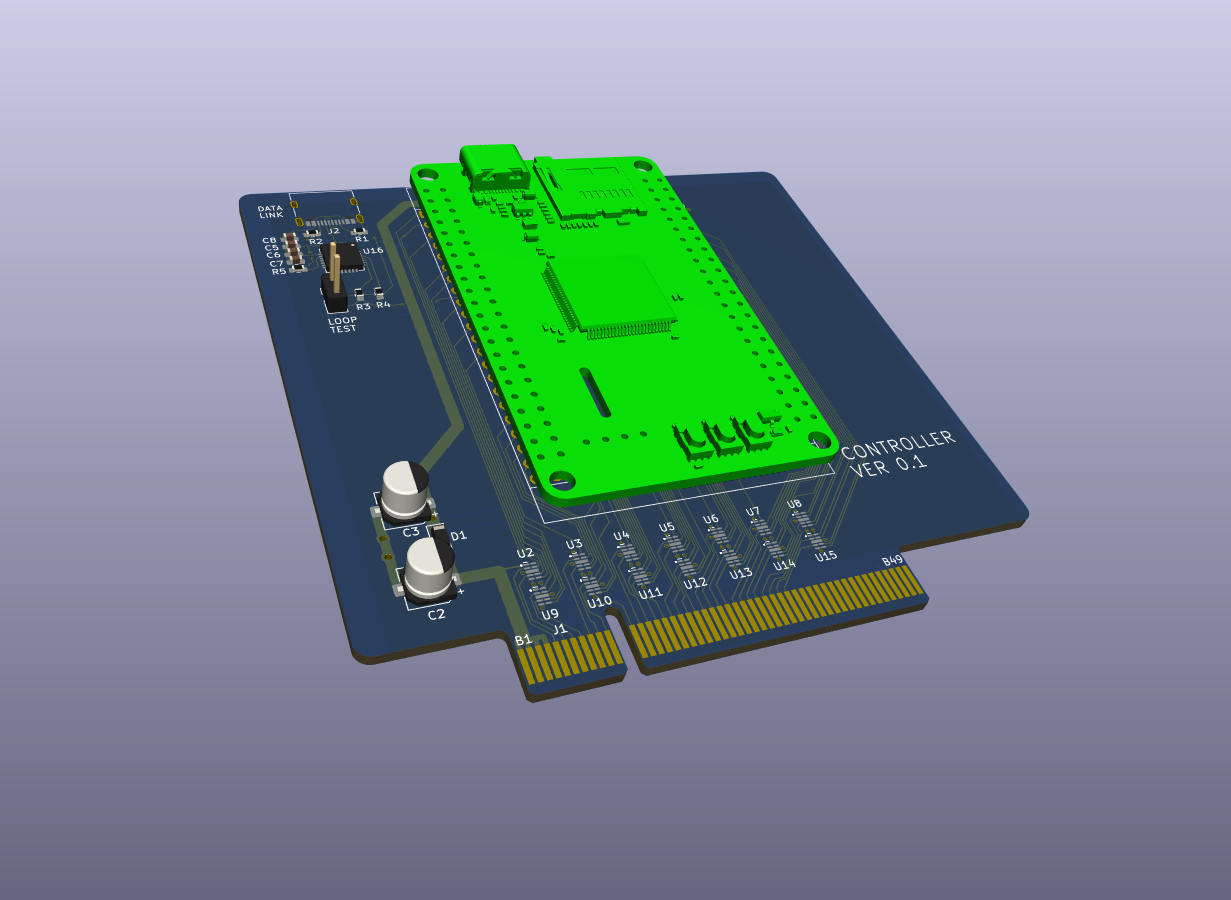 DATA
LINK
J2
C8
C5
C6
C7
R5
R2
R1
U16
R3
R4
LOOP
TEST
CONTROLLER
VER 0.1
C3
+
D1
C2
+
U2
U3
U4
U5
U6
U7
U8
U9
U10
U11
U12
U13
U14
U15
J1
B1
B49